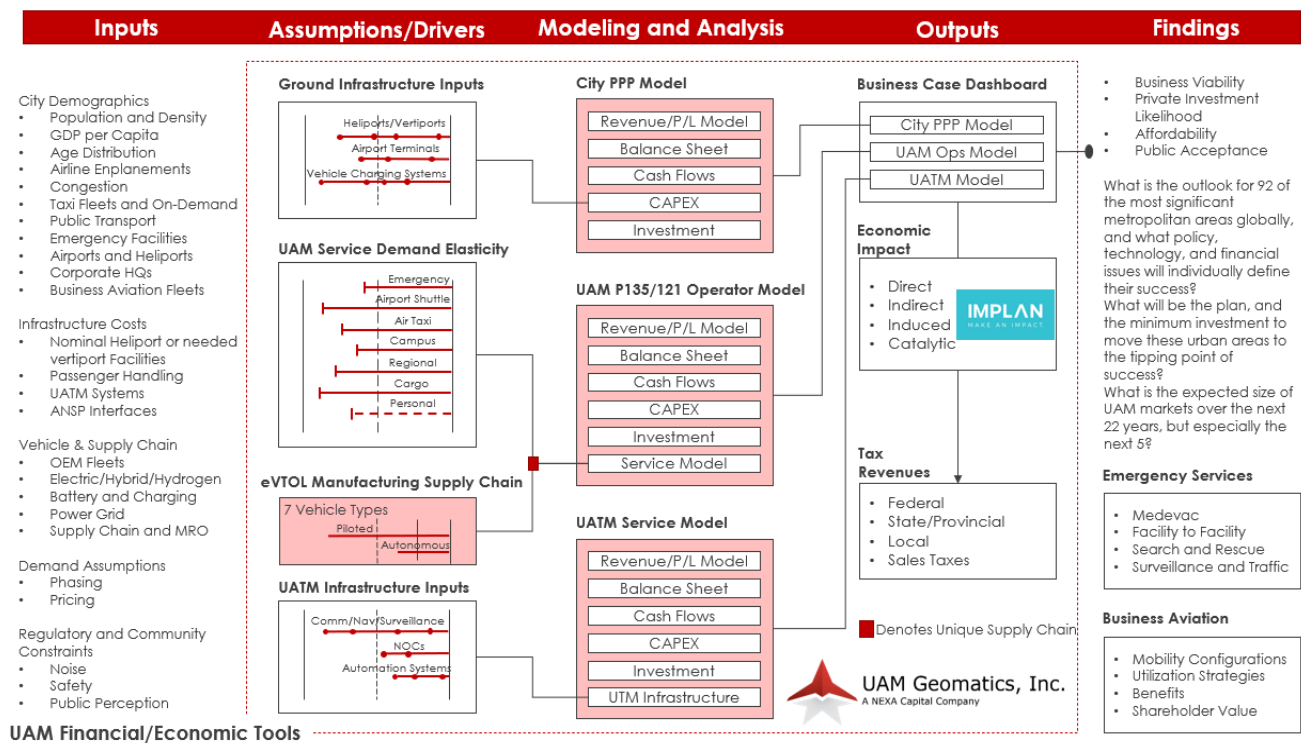 Inputs
Assumptions/Drivers
Modeling and Analysis
Outputs
Findings
City Demographics
• Population and Density
• GDP per Capita
• Age Distribution
• Airline Enplanements
• Congestion
• Taxi Fleets and On-Demand
• Public Transport
• Emergency Facilities
• Airports and Heliports
• Corporate HQs
• Business Aviation Fleets
Infrastructure Costs
• Nominal Heliport or needed
vertiport Facilities
• Passenger Handling
• UATM Systems
• ANSP Interfaces
Vehicle & Supply Chain
• OEM Fleets
• Electric/Hybrid/Hydrogen
• Battery and Charging
• Power Grid
• Supply Chain and MRO
Demand Assumptions
• Phasing
• Pricing
Regulatory and Community
Constraints
• Noise
• Safety
• Public Perception
UAM Financial/Economic Tools
Ground Infrastructure Inputs
Heliports/Vertiports
Airport Terminals
Vehicle Charging Systems
UAM Service Demand Elasticity
Emergency
Airport Shuttle
Air Taxi
Campus
Regional
Cargo
Personal
eVTOL Manufacturing Supply Chain
7 Vehicle Types
Piloted
Autonomous
UATM Infrastructure Inputs
Comm/Nav/Surveillance
NOCs
Automation Systems
City PPP Model
Revenue/P/L Model
Balance Sheet
Cash Flows
CAPEX
Investment
UAM P135/121 Operator Model
Revenue/P/L Model
Balance Sheet
Cash Flows
CAPEX
Investment
Service Model
UATM Service Model
Revenue/P/L Model
Balance Sheet
Cash Flows
CAPEX
Investment
UTM Infrastructure
Business Case Dashboard
City PPP Model
UAM Ops Model
UATM Model
Economic
Impact
• Direct
• Indirect
• Induced
• Catalytic
IMPLAN
MAKE AN IMPACT
Tax
Revenues
• Federal
• State/Provincial
• Local
• Sales Taxes
Denotes Unique Supply Chain
UAM Geomatics, Inc.
A NEXA Capital Company
• Business Viability
• Private Investment
Likelihood
• Affordability
• Public Acceptance
What is the outlook for 92 of
the most significant
metropolitan areas globally,
and what policy,
technology, and financial
issues will individually define
their success?
What will be the plan, and
the minimum investment to
move these urban areas to
the tipping point of
success?
What is the expected size of
UAM markets over the next
22 years, but especially the
next 5?
Emergency Services
• Medevac
• Facility to Facility
• Search and Rescue
• Surveillance and Traffic
Business Aviation
• Mobility Configurations
• Utilization Strategies
• Benefits
• Shareholder Value